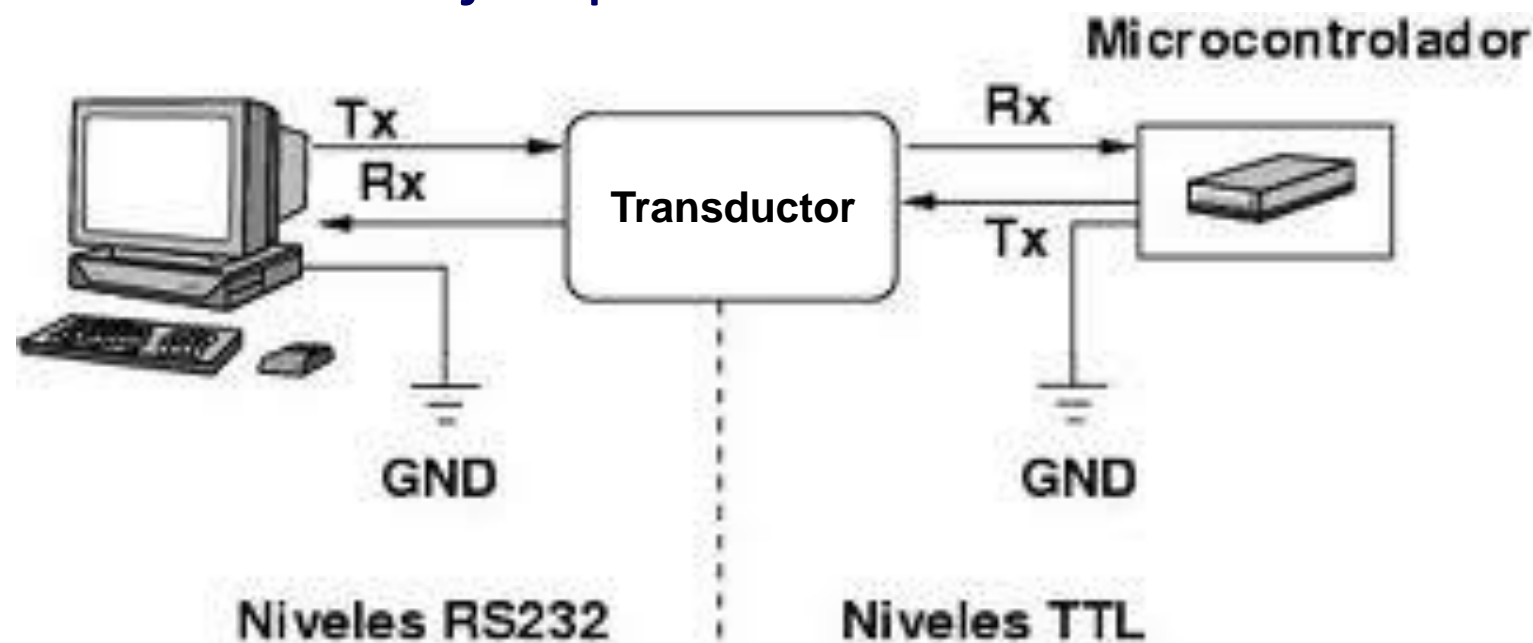 Microcontrolador
Tx
Rx
Rx
Transductor
Tx
GND
GND
Niveles RS232
Niveles TTL